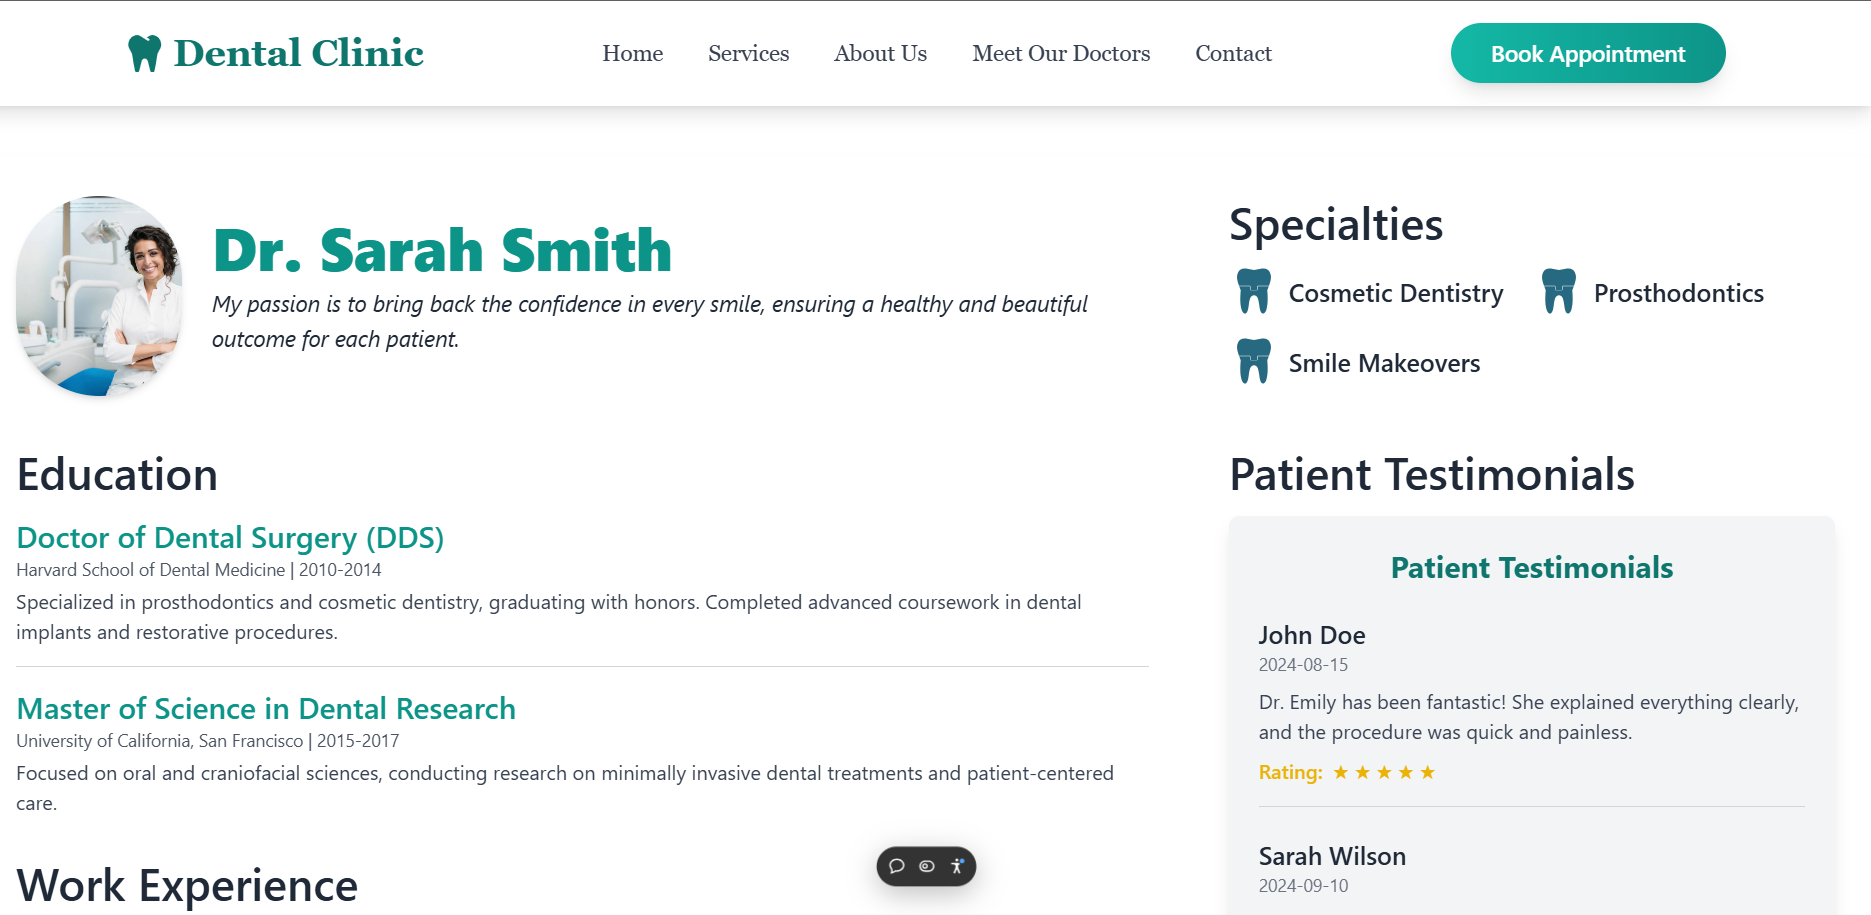 Dental Clinic
Home
Services
About Us
Meet Our Doctors
Contact
Book Appointment
Dr. Sarah Smith
My passion is to bring back the confidence in every smile, ensuring a healthy and beautiful
outcome for each patient.
Education
Doctor of Dental Surgery (DDS)
Harvard School of Dental Medicine | 2010-2014
Specialized in prosthodontics and cosmetic dentistry, graduating with honors. Completed advanced coursework in dental
implants and restorative procedures.
Master of Science in Dental Research
University of California, San Francisco | 2015-2017
Focused on oral and craniofacial sciences, conducting research on minimally invasive dental treatments and patient-centered
care.
Work Experience
Specialties
Cosmetic Dentistry
Prosthodontics
Smile Makeovers
Patient Testimonials
Patient Testimonials
John Doe
2024-08-15
Dr. Emily has been fantastic! She explained everything clearly,
and the procedure was quick and painless.
Rating: ★ ★ ★ ★ ★
Sarah Wilson
2024-09-10